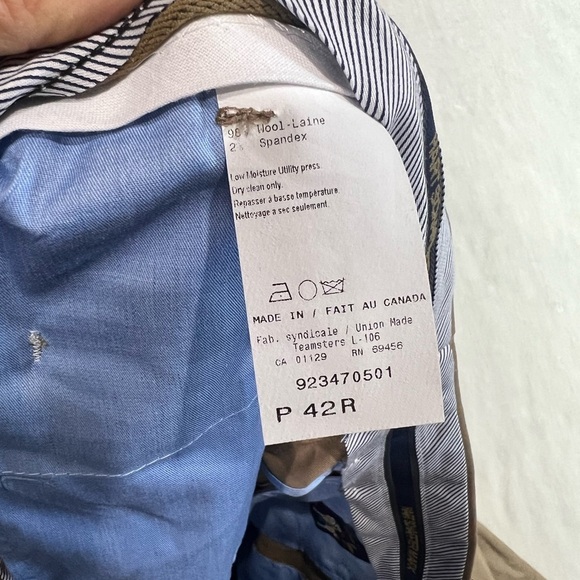 98% Wool-Laine
2% Spandex
Low Moisture Utility press.
Dry clean only.
Repasser à basse température.
Nettoyage a sec seulement.
MADE IN / FAIT AU CANADA
Fab. syndicale / Union Made
Teamsters L-106
CA 01129 RN 69456
923470501
P 42R